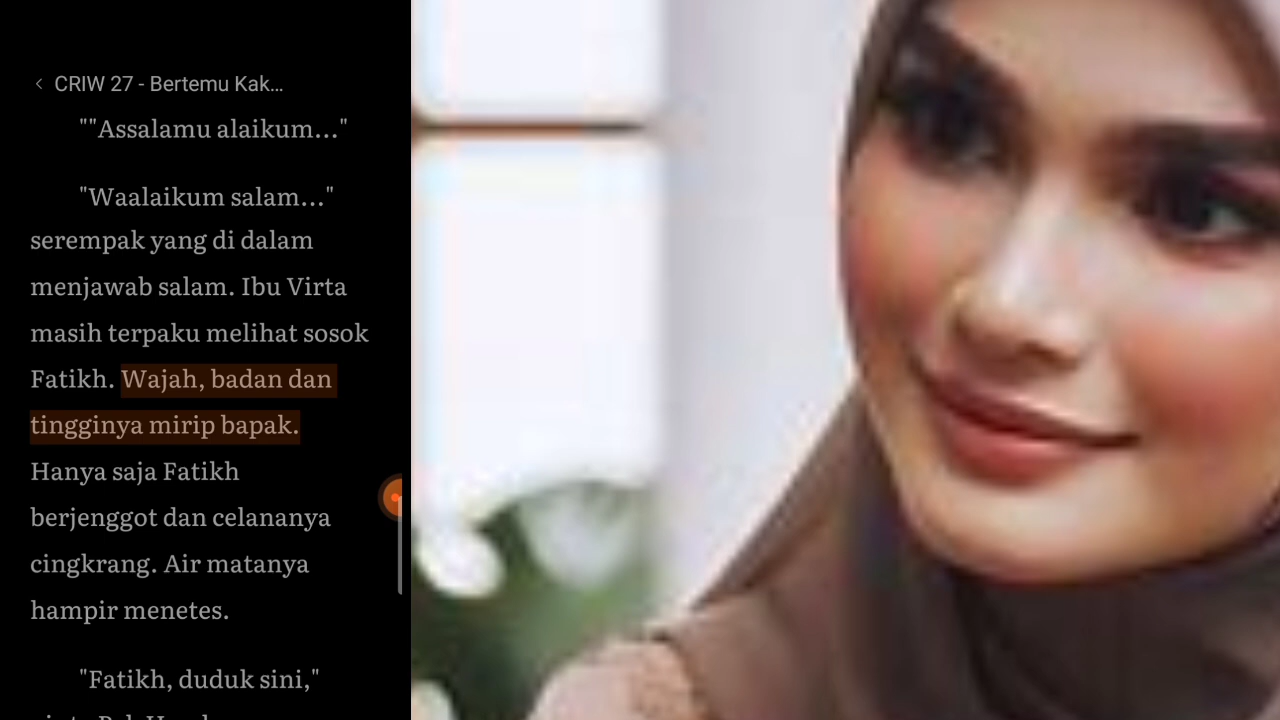 CRIW 27 - Bertemu Kak...
""Assalamu alaikum..."
"Waalaikum salam..."
serempak yang di dalam
menjawab salam. Ibu Virta
masih terpaku melihat sosok
Fatikh. Wajah, badan dan
tingginya mirip bapak.
Hanya saja Fatikh
berjenggot dan celananya
cingkrang. Air matanya
hampir menetes.
"Fatikh, duduk sini,"